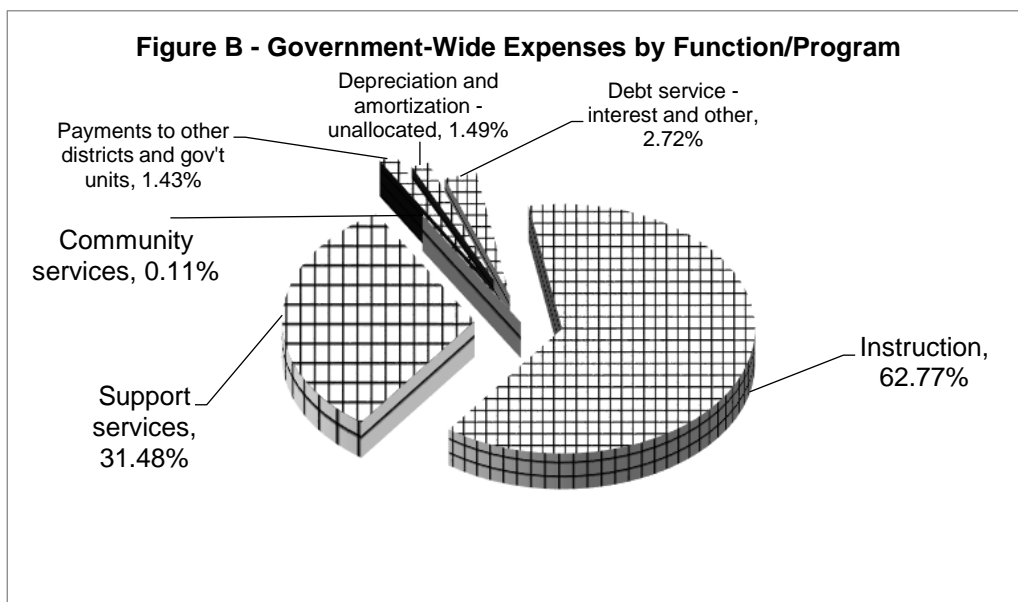 Figure B - Government-Wide Expenses by Function/Program
Depreciation and
amortization -
unallocated, 1.49%
Debt service -
interest and other,
2.72%
Payments to other
districts and gov't
units, 1.43%
Community
services, 0.11%
Instruction,
62.77%
Support
services,
31.48%